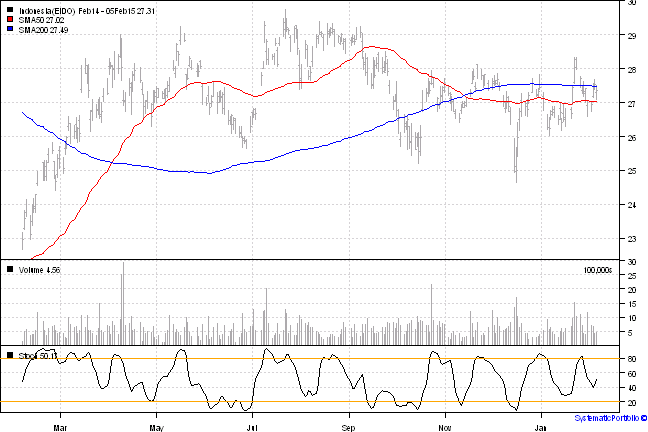 Indonesia(EIDO) Feb14 - 05Feb15 27.31
SMA50 27.02
SMA200 27.49
30
29
28
27
26
25
24
23
Volume 4.56
100,000s
30
25
20
15
10
5
Stoch 50.17
80
60
40
20
Mar May Jul Sep Nov Jan
SystematicPortfolio ©